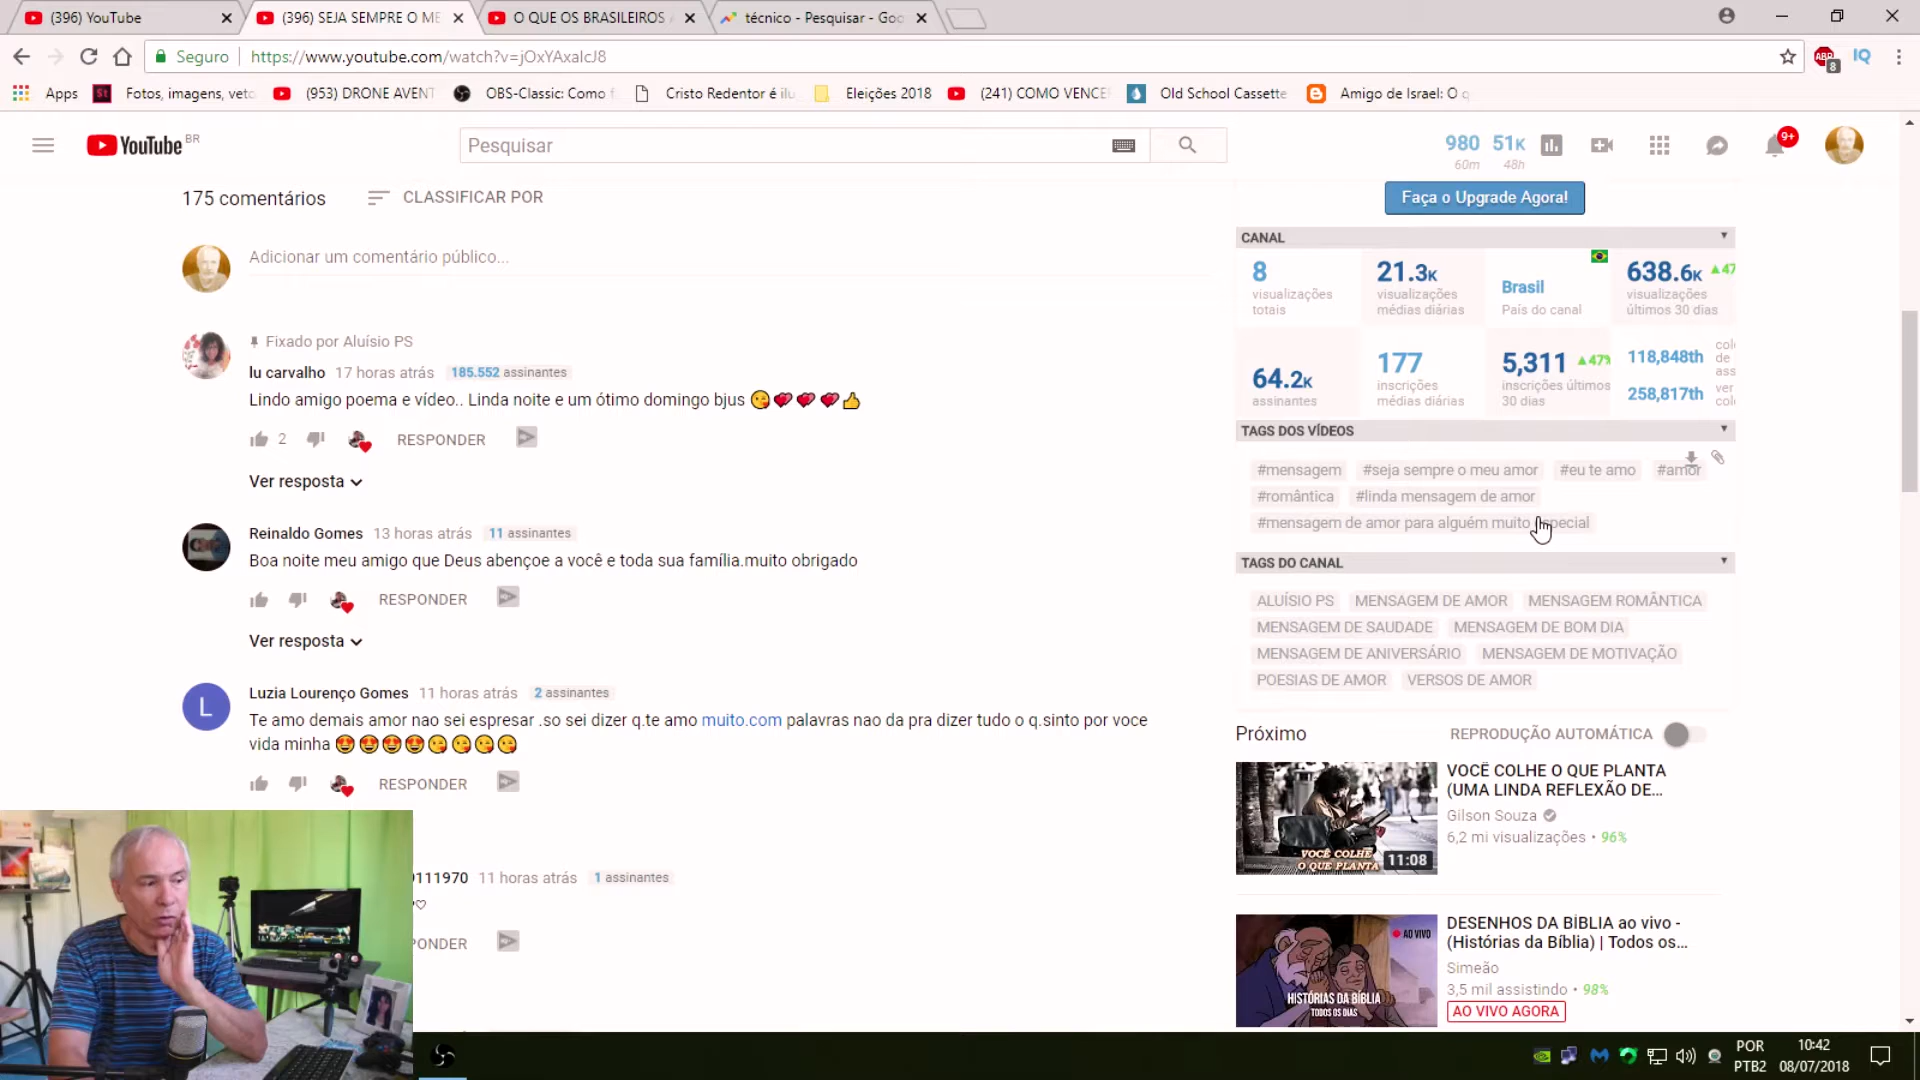 (396) YouTube
(396) SEJA SEMPRE O ME
O QUE OS BRASILEIROS
técnico - Pesquisar - Goo
Seguro
https://www.youtube.com/watch?v=jOxYAxalcJ8
ABP
8
IQ
Apps
St
Fotos, imagens, veto
(953) DRONE AVENT
OBS-Classic: Como f
Cristo Redentor é ilu
Eleições 2018
(241) COMO VENCE
Old School Cassette
Amigo de Israel: O q
YouTube BR
Pesquisar
980
60m
51K
48h
9+
175 comentários
CLASSIFICAR POR
Adicionar um comentário público...
Fixado por Aluísio PS
lu carvalho 17 horas atrás 185.552 assinantes
Lindo amigo poema e vídeo.. Linda noite e um ótimo domingo bjus 😘💕💕💕👍
2
RESPONDER
Ver resposta
Reinaldo Gomes 13 horas atrás 11 assinantes
Boa noite meu amigo que Deus abençoe a você e toda sua família.muito obrigado
RESPONDER
Ver resposta
L
Luzia Lourenço Gomes 11 horas atrás 2 assinantes
Te amo demais amor nao sei espresar .so sei dizer q.te amo muito.com palavras nao da pra dizer tudo o q.sinto por voce
vida minha 😍😍😍😍😘😘😘😘
RESPONDER
111970 11 horas atrás 1 assinantes
♡
PONDER
Faça o Upgrade Agora!
CANAL
8
visualizações
totais
21.3K
visualizações
médias diárias
Brasil
País do canal
638.6K ▲47
visualizações
últimos 30 dias
64.2K
assinantes
177
inscrições
médias diárias
5,311 ▲47%
inscrições últimos
30 dias
118,848th
colo
de
ass
258,817th
ver
colo
TAGS DOS VÍDEOS
#mensagem #seja sempre o meu amor #eu te amo #amor
#romântica #linda mensagem de amor
#mensagem de amor para alguém muito especial
TAGS DO CANAL
ALUÍSIO PS MENSAGEM DE AMOR MENSAGEM ROMÂNTICA
MENSAGEM DE SAUDADE MENSAGEM DE BOM DIA
MENSAGEM DE ANIVERSÁRIO MENSAGEM DE MOTIVAÇÃO
POESIAS DE AMOR VERSOS DE AMOR
Próximo
REPRODUÇÃO AUTOMÁTICA
VOCÊ COLHE
O QUE PLANTA
11:08
VOCÊ COLHE O QUE PLANTA
(UMA LINDA REFLEXÃO DE...
Gilson Souza
6,2 mi visualizações • 96%
AO VIVO
HISTÓRIAS DA BÍBLIA
TODOS OS DIAS
DESENHOS DA BÍBLIA ao vivo -
(Histórias da Bíblia) | Todos os...
Simeão
3,5 mil assistindo • 98%
AO VIVO AGORA
POR
PTB2
10:42
08/07/2018